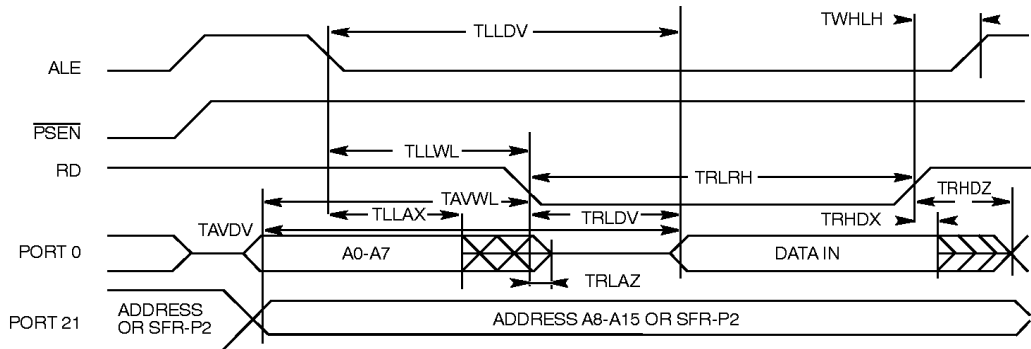 TLLDV
TWHLH
ALE
PSEN
TLLWL
RD
TRLRH
TAVWL
TRHDZ
TLLAX
TRLDV
TRHDX
TAVDV
PORT 0
A0-A7
DATA IN
TRLAZ
PORT 21
ADDRESS
OR SFR-P2
ADDRESS A8-A15 OR SFR-P2